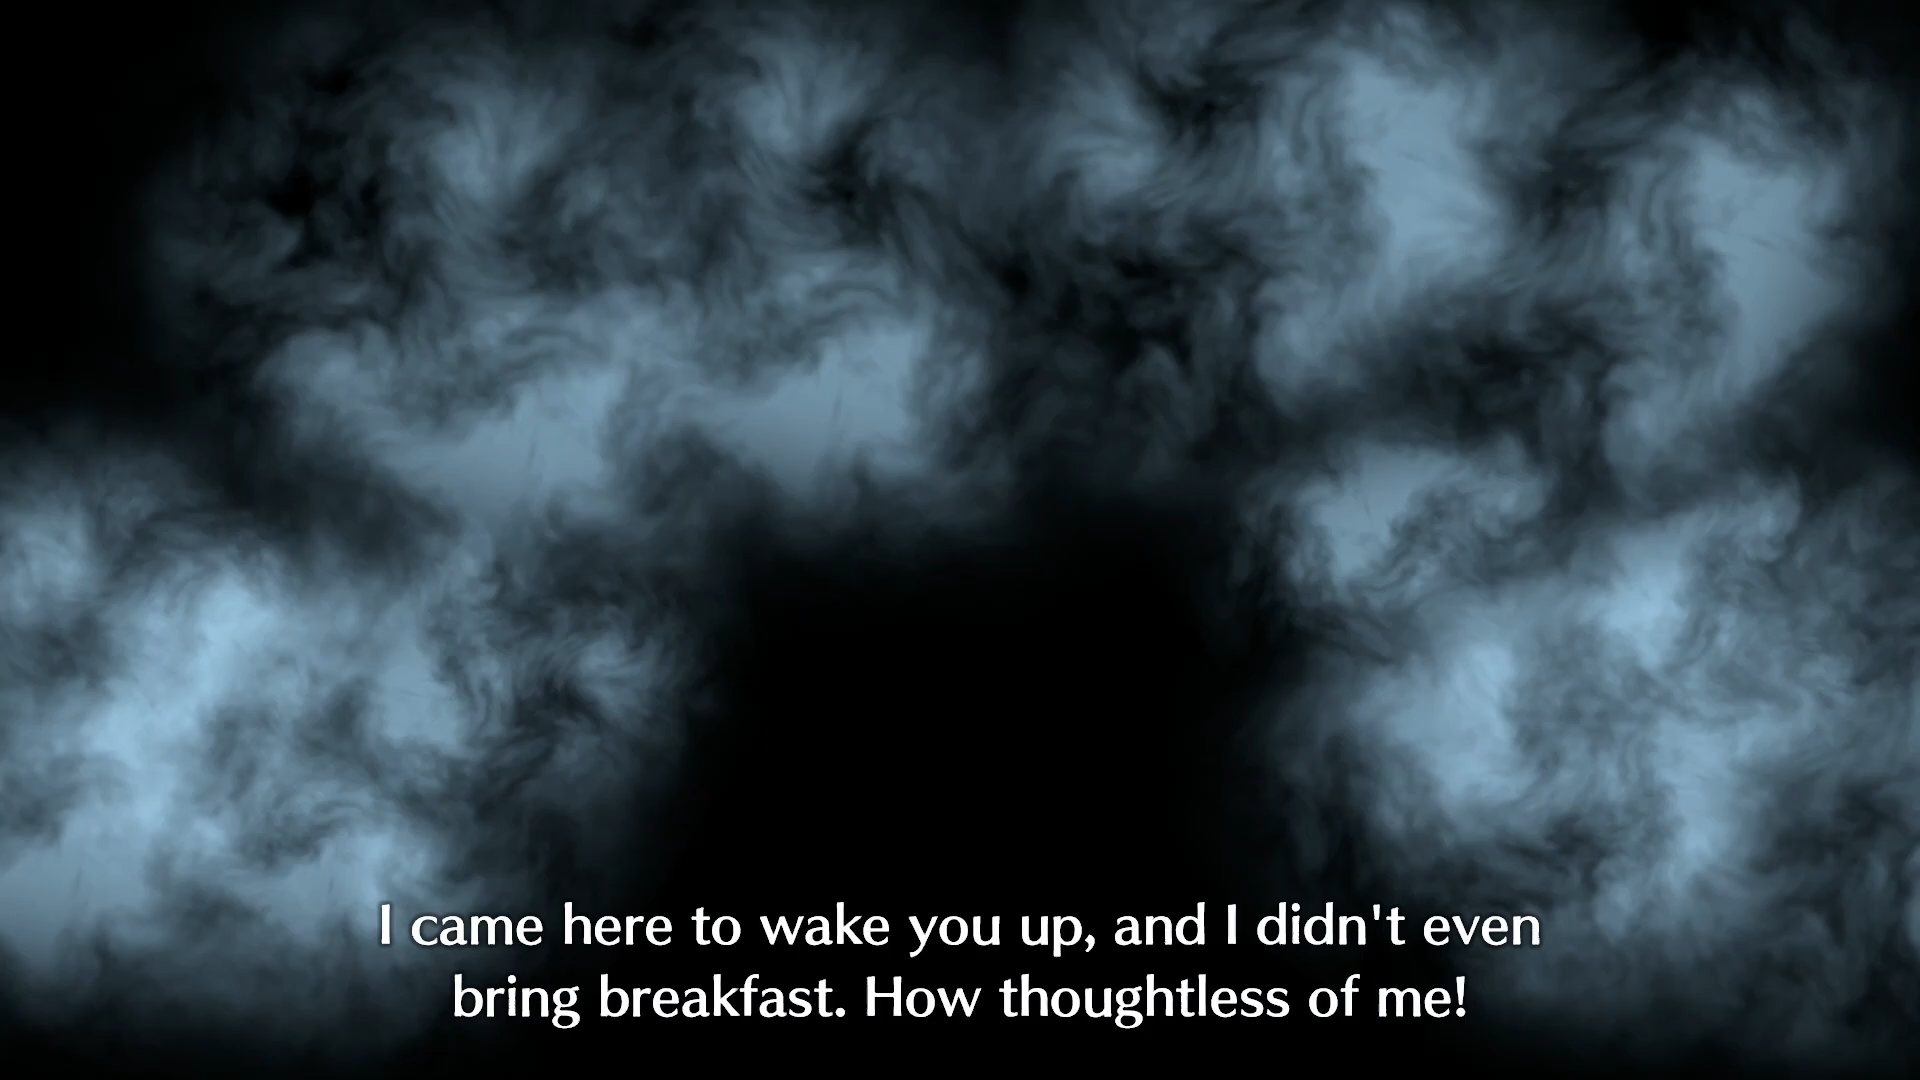 I came here to wake you up, and I didn't even
bring breakfast. How thoughtless of me!